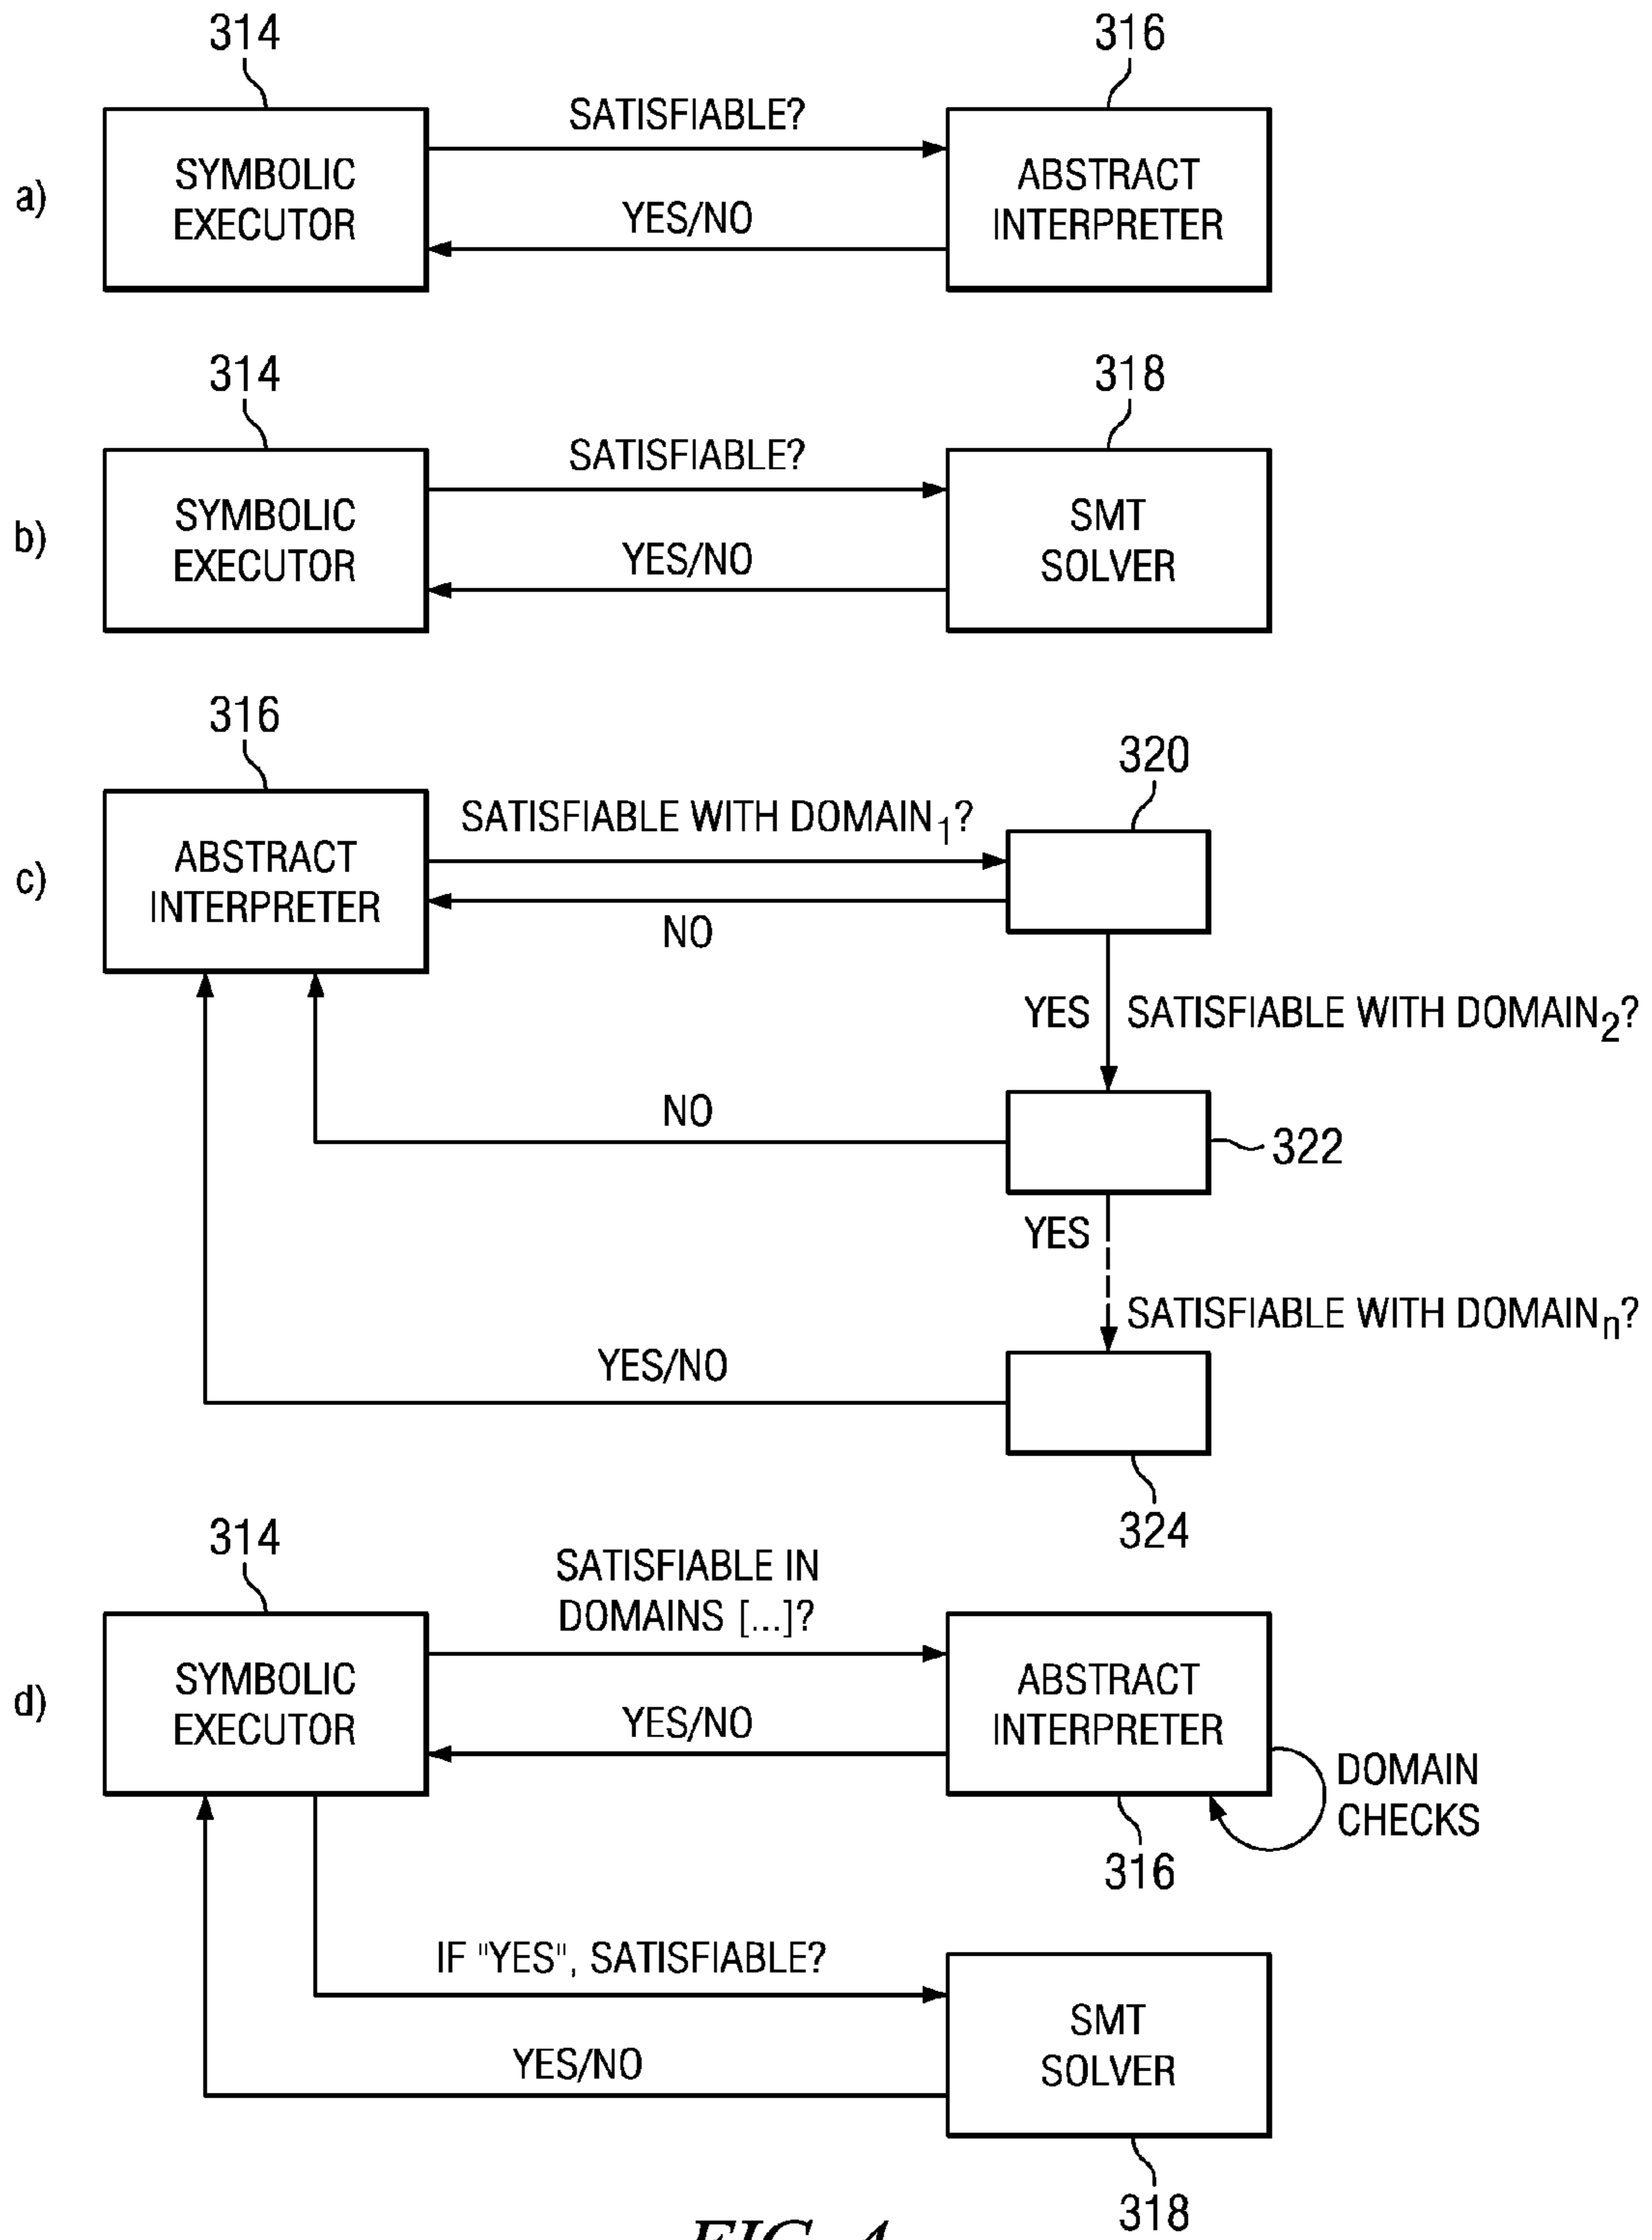 314
316
SATISFIABLE?
a)
SYMBOLIC
EXECUTOR
YES/NO
ABSTRACT
INTERPRETER
314
318
SATISFIABLE?
b)
SYMBOLIC
EXECUTOR
YES/NO
SMT
SOLVER
316
320
SATISFIABLE WITH DOMAIN1?
c)
ABSTRACT
INTERPRETER
NO
YES
SATISFIABLE WITH DOMAIN2?
NO
322
YES
SATISFIABLE WITH DOMAINn?
YES/NO
324
314
SATISFIABLE IN
DOMAINS [...]?
d)
SYMBOLIC
EXECUTOR
YES/NO
ABSTRACT
INTERPRETER
DOMAIN
CHECKS
316
IF "YES", SATISFIABLE?
SMT
SOLVER
YES/NO
318
FIG. 4